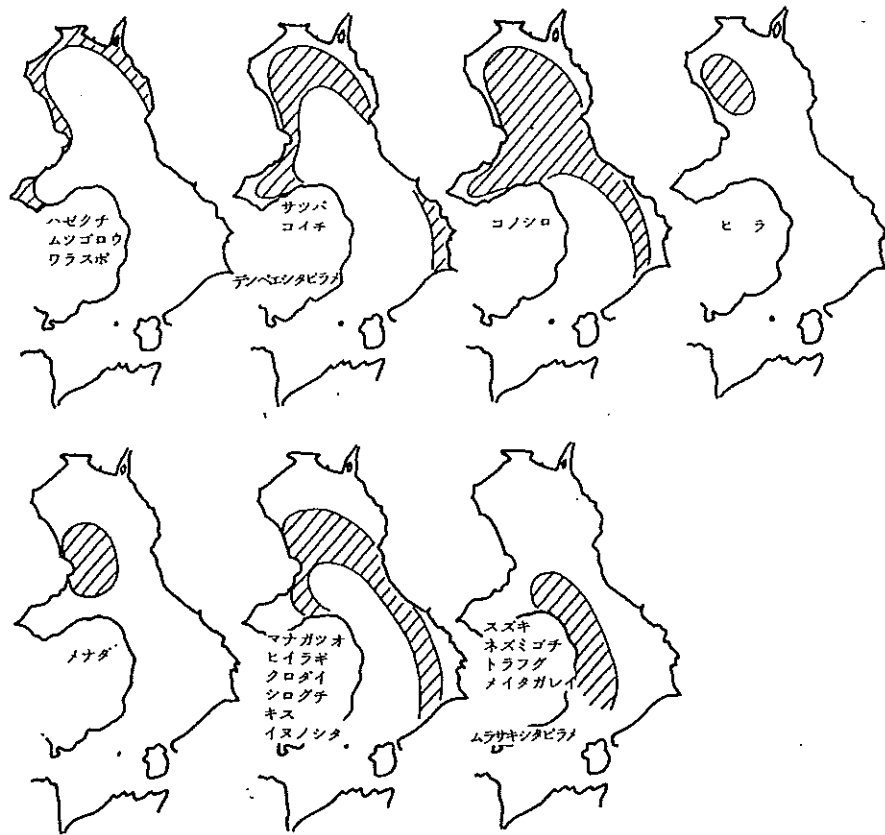 ハゼクチ
ムツゴロウ
ワラスボ
サッパ
コイチ
デンベエシタビラメ
コノシロ
ヒラ
メナダ
マナガツオ
ヒイラギ
クロダイ
シログチ
キス
イヌノシタ
スズキ
ネズミゴチ
トラフグ
メイタガレイ
ムラサキシタビラメ